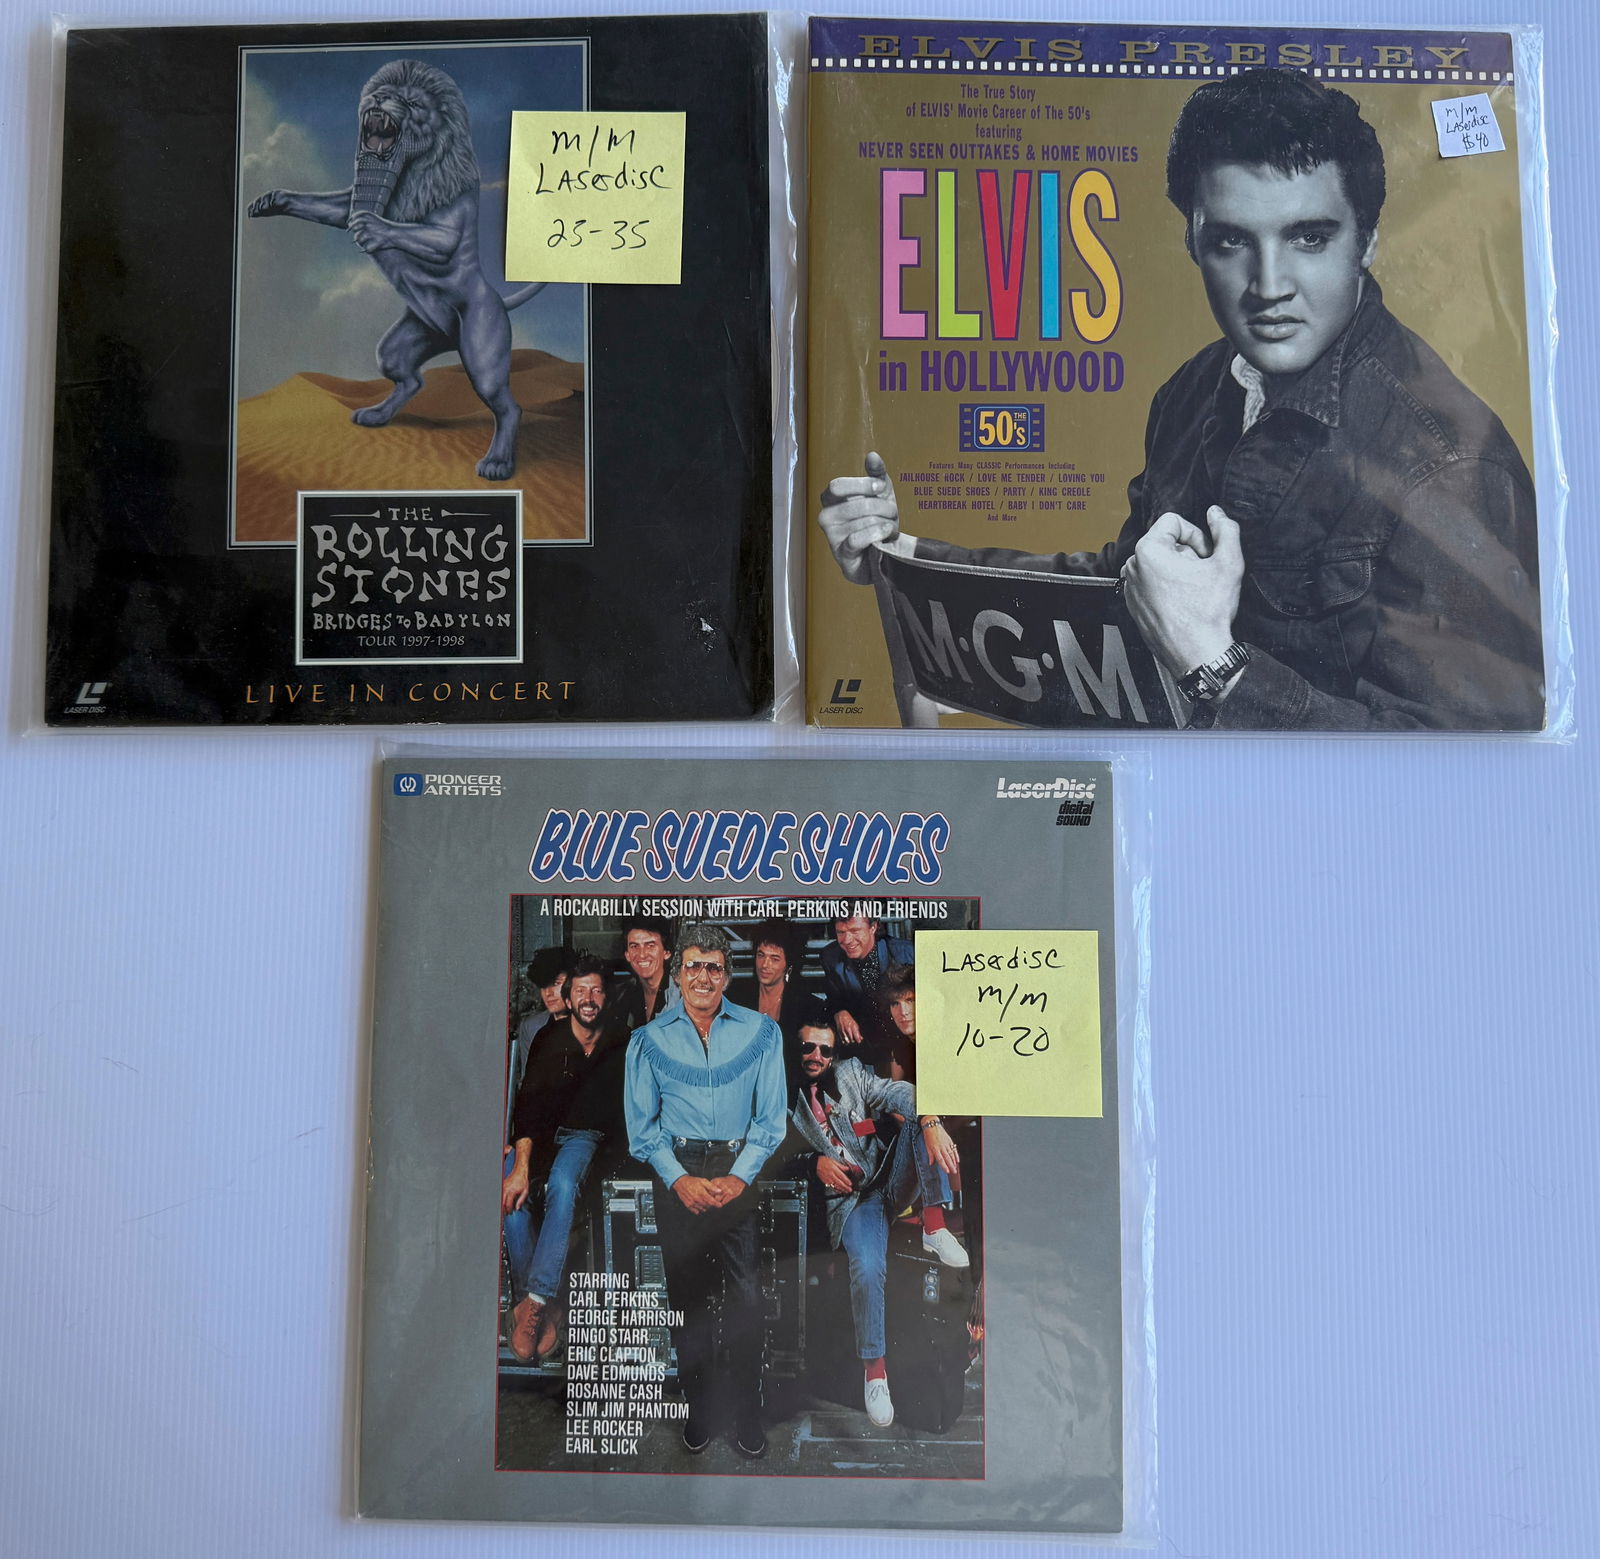 m/m
LAserdisc
25-35
THE
ROLLING
STONES
BRIDGES TO BABYLON
TOUR 1997-1998
LIVE IN CONCERT
LASER DISC
ELVIS PRESLEY
The True Story
of ELVIS' Movie Career of The 50's
featuring
NEVER SEEN OUTTAKES & HOME MOVIES
m/m
LASerdisc
$40
ELVIS
in HOLLYWOOD
THE
50's
Features Many CLASSIC Performances Including
JAILHOUSE ROCK / LOVE ME TENDER / LOVING YOU
BLUE SUEDE SHOES / PARTY / KING CREOLE
HEARTBREAK HOTEL / BABY I DON'T CARE
And More
M·G·M
LASER DISC
PIONEER
ARTISTS
LaserDisc™
digital
SOUND
BLUE SUEDE SHOES
A ROCKABILLY SESSION WITH CARL PERKINS AND FRIENDS
LASerdisc
m/m
10-20
STARRING
CARL PERKINS
GEORGE HARRISON
RINGO STARR
ERIC CLAPTON
DAVE EDMUNDS
ROSANNE CASH
SLIM JIM PHANTOM
LEE ROCKER
EARL SLICK